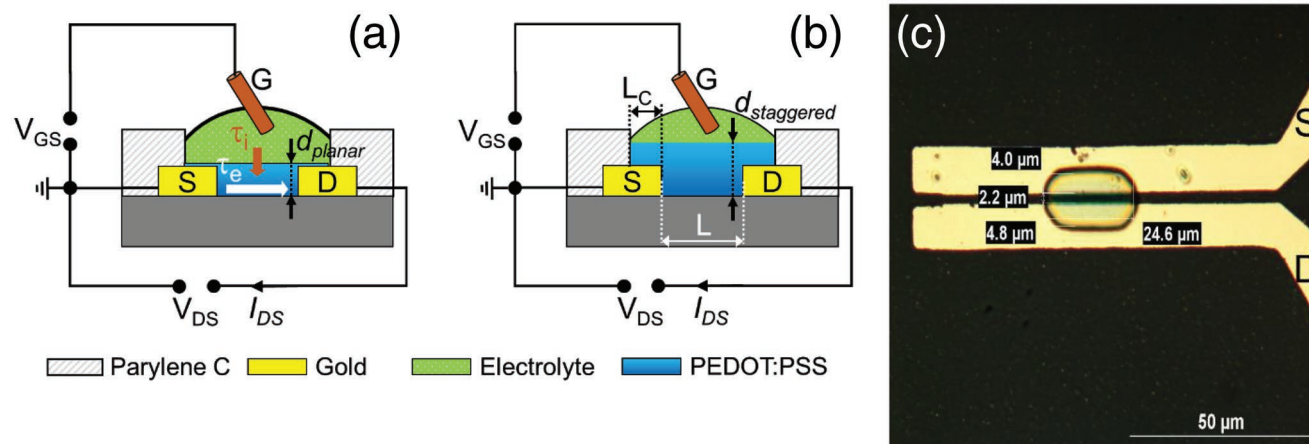 (a)
G
V_GS
τ_i
d_planar
τ_e
S
D
V_DS
I_DS
(b)
G
L_C
d_staggered
V_GS
S
D
L
V_DS
I_DS
Parylene C
Gold
Electrolyte
PEDOT:PSS
(c)
S
4.0 µm
2.2 µm
4.8 µm
24.6 µm
D
50 µm